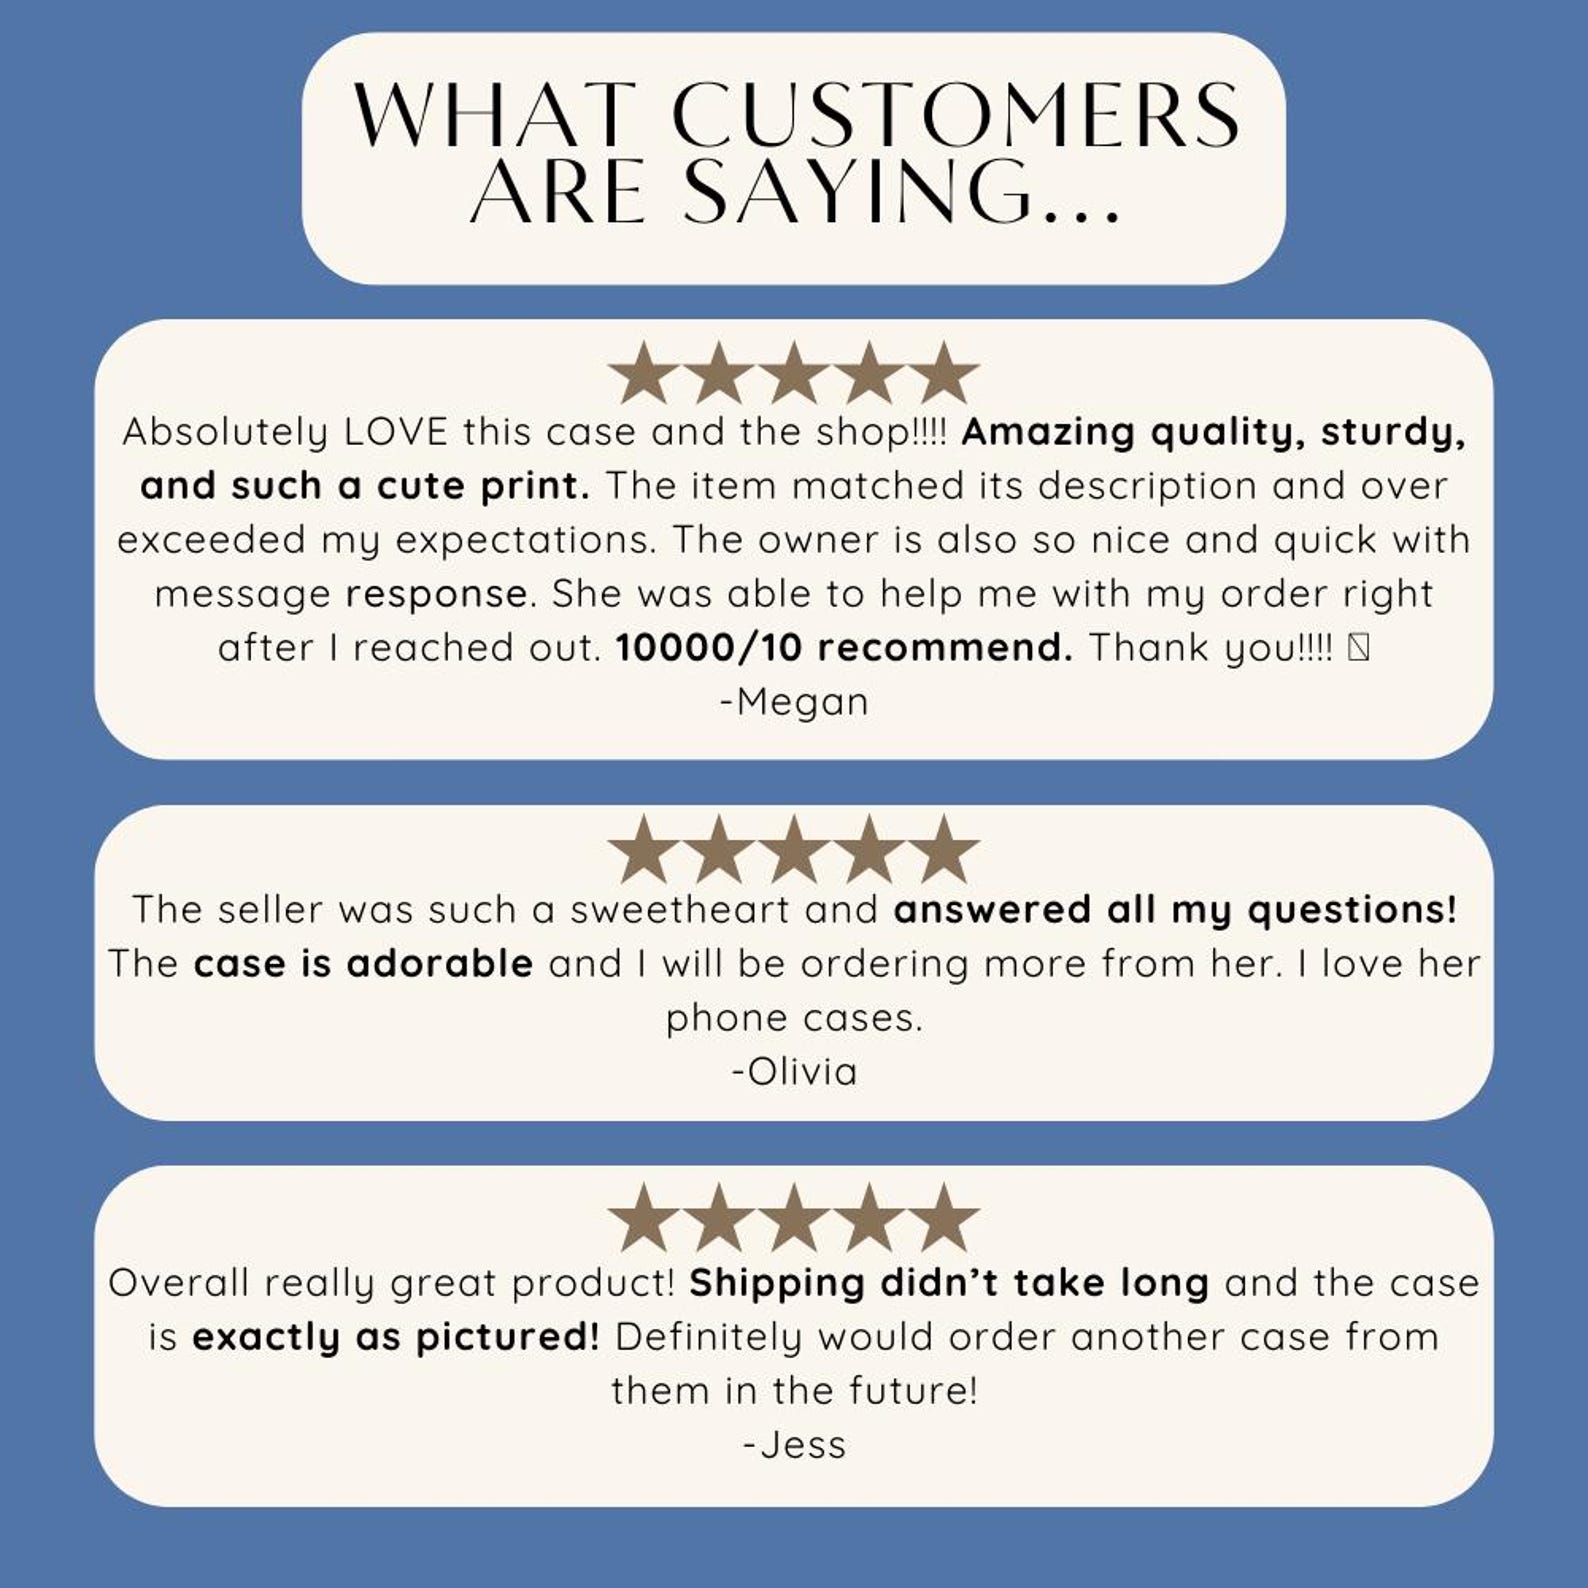 WHAT CUSTOMERS
ARE SAYING...
Absolutely LOVE this case and the shop!!!! Amazing quality, sturdy,
and such a cute print. The item matched its description and over
exceeded my expectations. The owner is also so nice and quick with
message response. She was able to help me with my order right
after I reached out. 10000/10 recommend. Thank you!!!!
-Megan
The seller was such a sweetheart and answered all my questions!
The case is adorable and I will be ordering more from her. I love her
phone cases.
-Olivia
Overall really great product! Shipping didn’t take long and the case
is exactly as pictured! Definitely would order another case from
them in the future!
-Jess